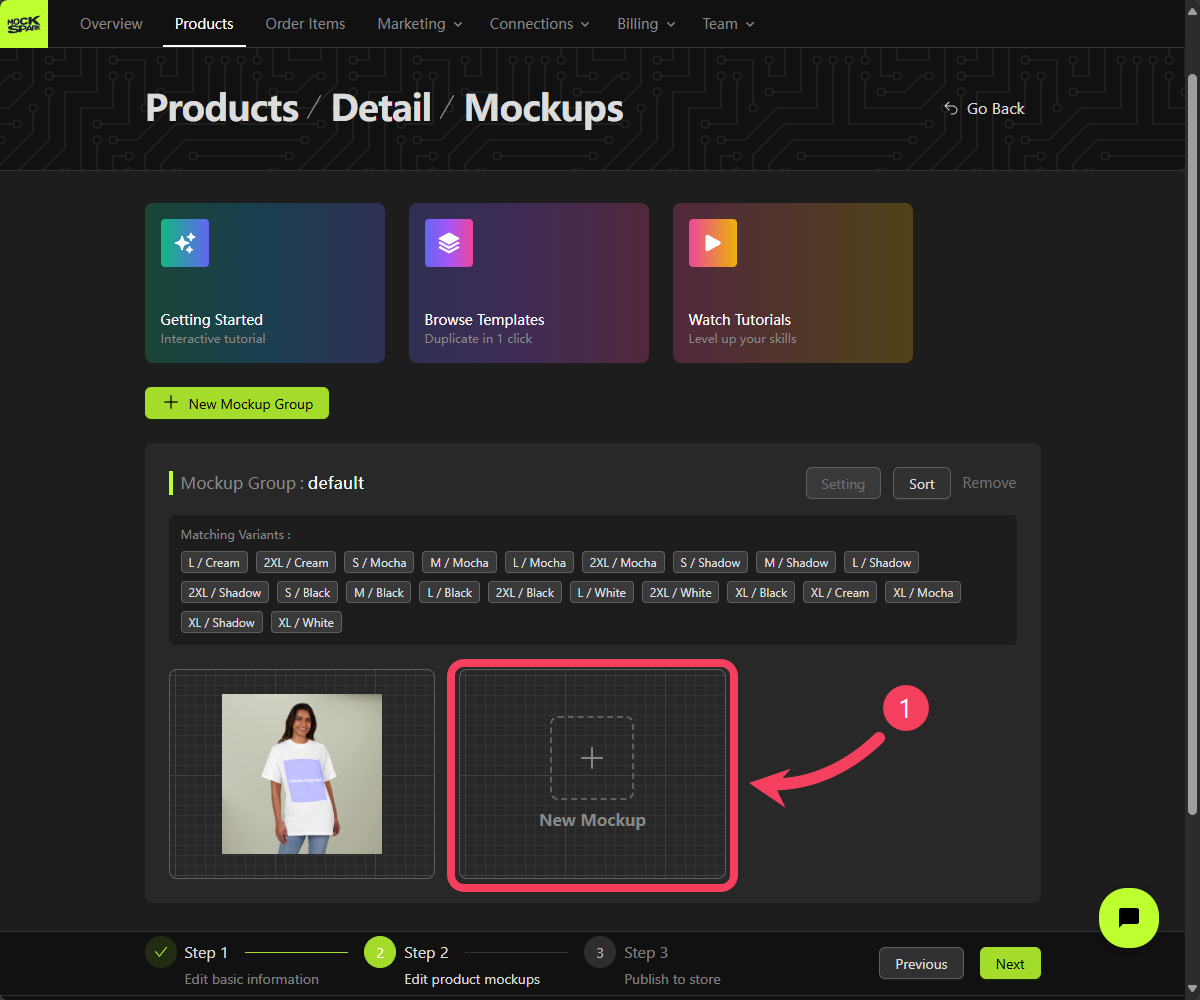 MOCK
SPARK
Overview Products Order Items Marketing Connections Billing Team
Products / Detail / Mockups
Go Back
Getting Started
Interactive tutorial
Browse Templates
Duplicate in 1 click
Watch Tutorials
Level up your skills
New Mockup Group
Mockup Group : default
Setting Sort Remove
Matching Variants :
L / Cream 2XL / Cream S / Mocha M / Mocha L / Mocha 2XL / Mocha S / Shadow M / Shadow L / Shadow
2XL / Shadow S / Black M / Black L / Black 2XL / Black L / White 2XL / White XL / Black XL / Cream XL / Mocha
XL / Shadow XL / White
1
New Mockup
Step 1
Edit basic information
2 Step 2
Edit product mockups
3 Step 3
Publish to store
Previous Next